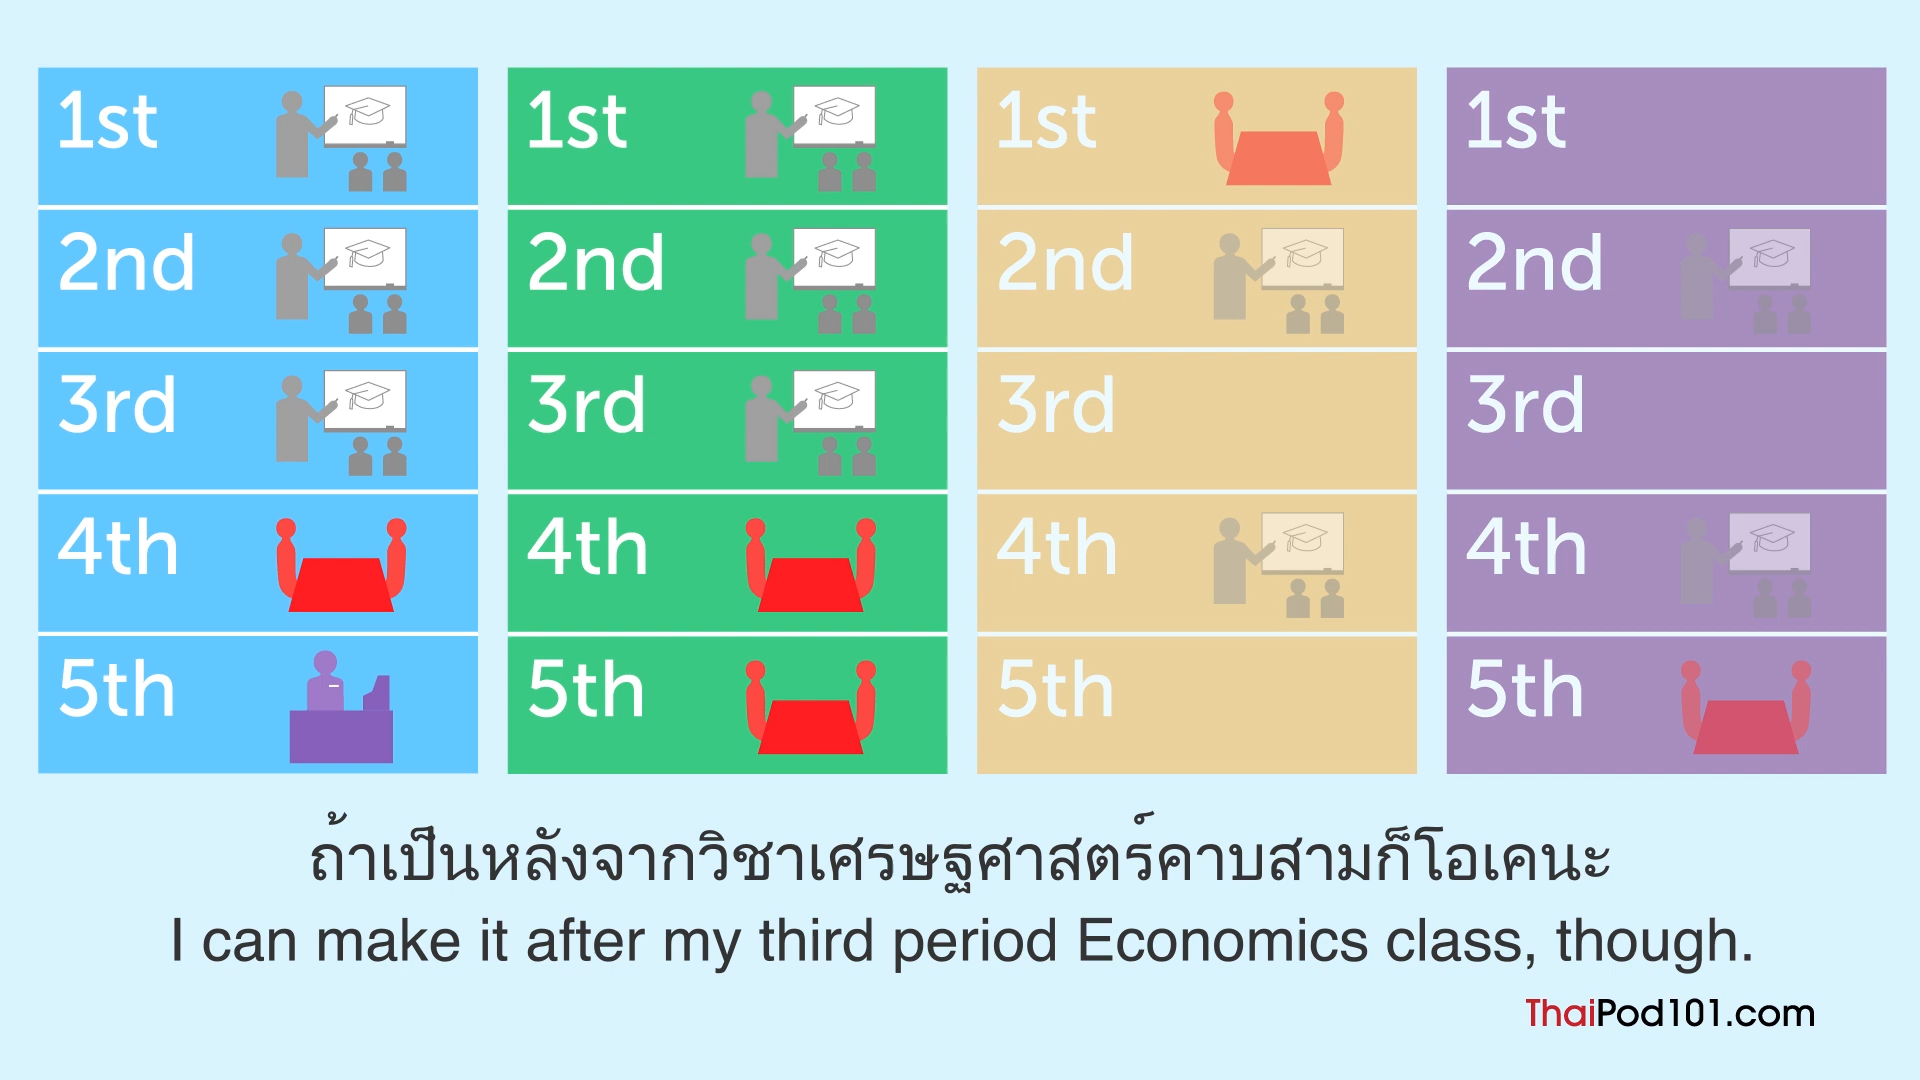 1st
2nd
3rd
4th
5th
1st
2nd
3rd
4th
5th
1st
2nd
3rd
4th
5th
1st
2nd
3rd
4th
5th
ถ้าเป็นหลังจากวิชาเศรษฐศาสตร์คาบสามก็โอเคนะ
I can make it after my third period Economics class, though.
ThaiPod101.com